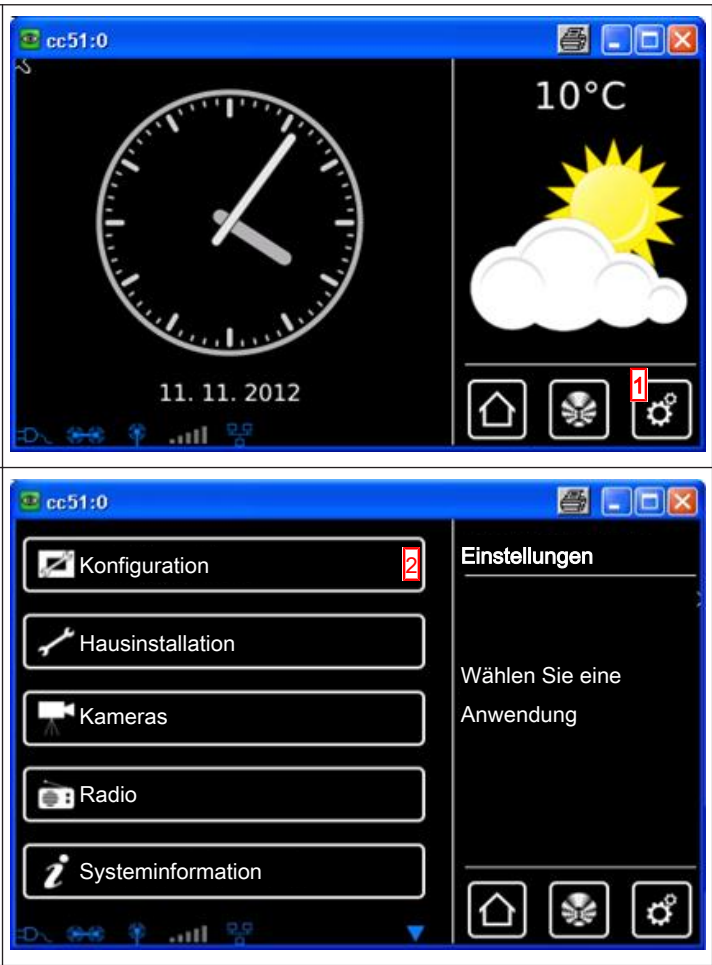 cc51:0
10°C
11. 11. 2012
1
cc51:0
Konfiguration
2
Hausinstallation
Kameras
Radio
Systeminformation
Einstellungen
Wählen Sie eine
Anwendung